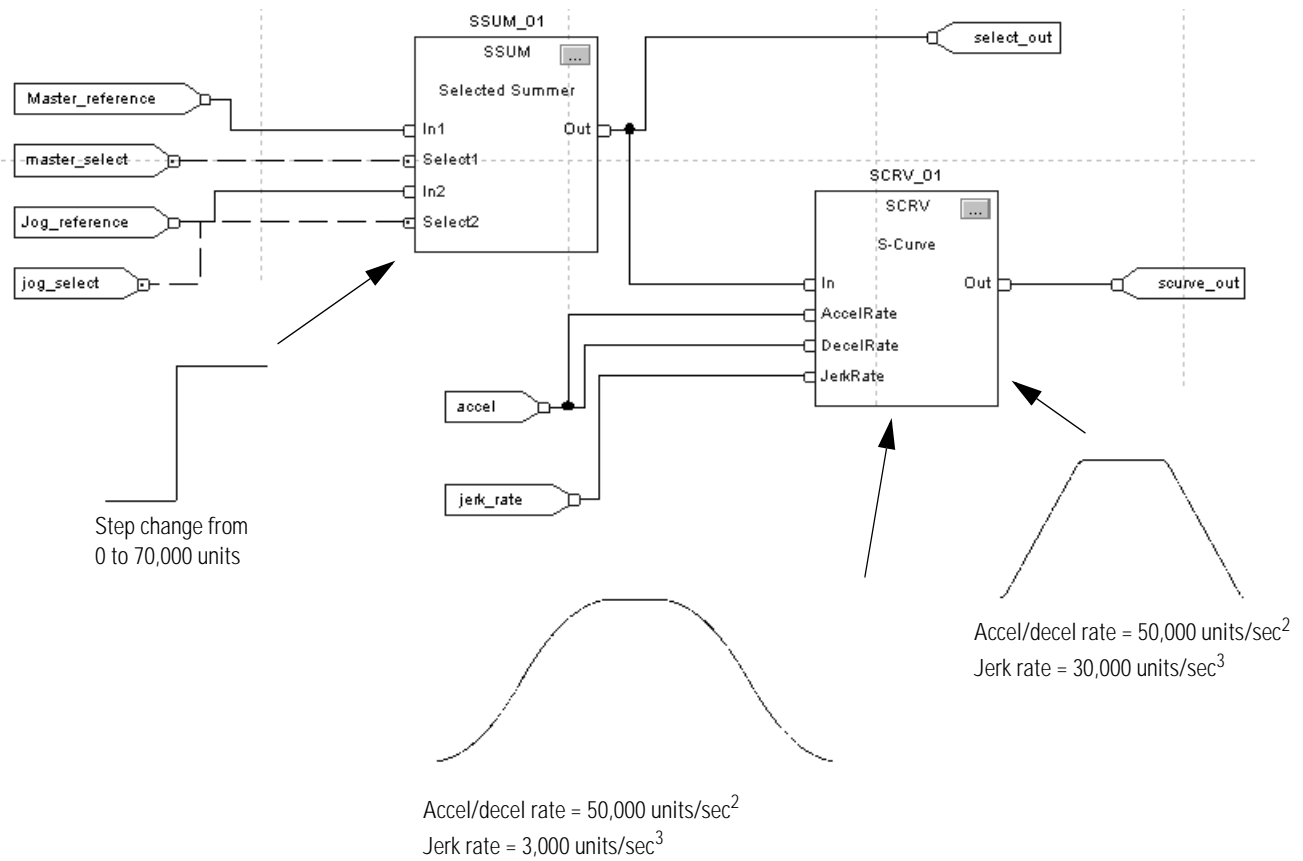 SSUM_01
SSUM
...
Selected Summer
select_out
Master_reference
In1
Out
master_select
Select1
In2
Jog_reference
Select2
jog_select
SCRV_01
SCRV
...
S-Curve
In
Out
scurve_out
AccelRate
DecelRate
JerkRate
accel
jerk_rate
Step change from
0 to 70,000 units
Accel/decel rate = 50,000 units/sec2
Jerk rate = 30,000 units/sec3
Accel/decel rate = 50,000 units/sec2
Jerk rate = 3,000 units/sec3